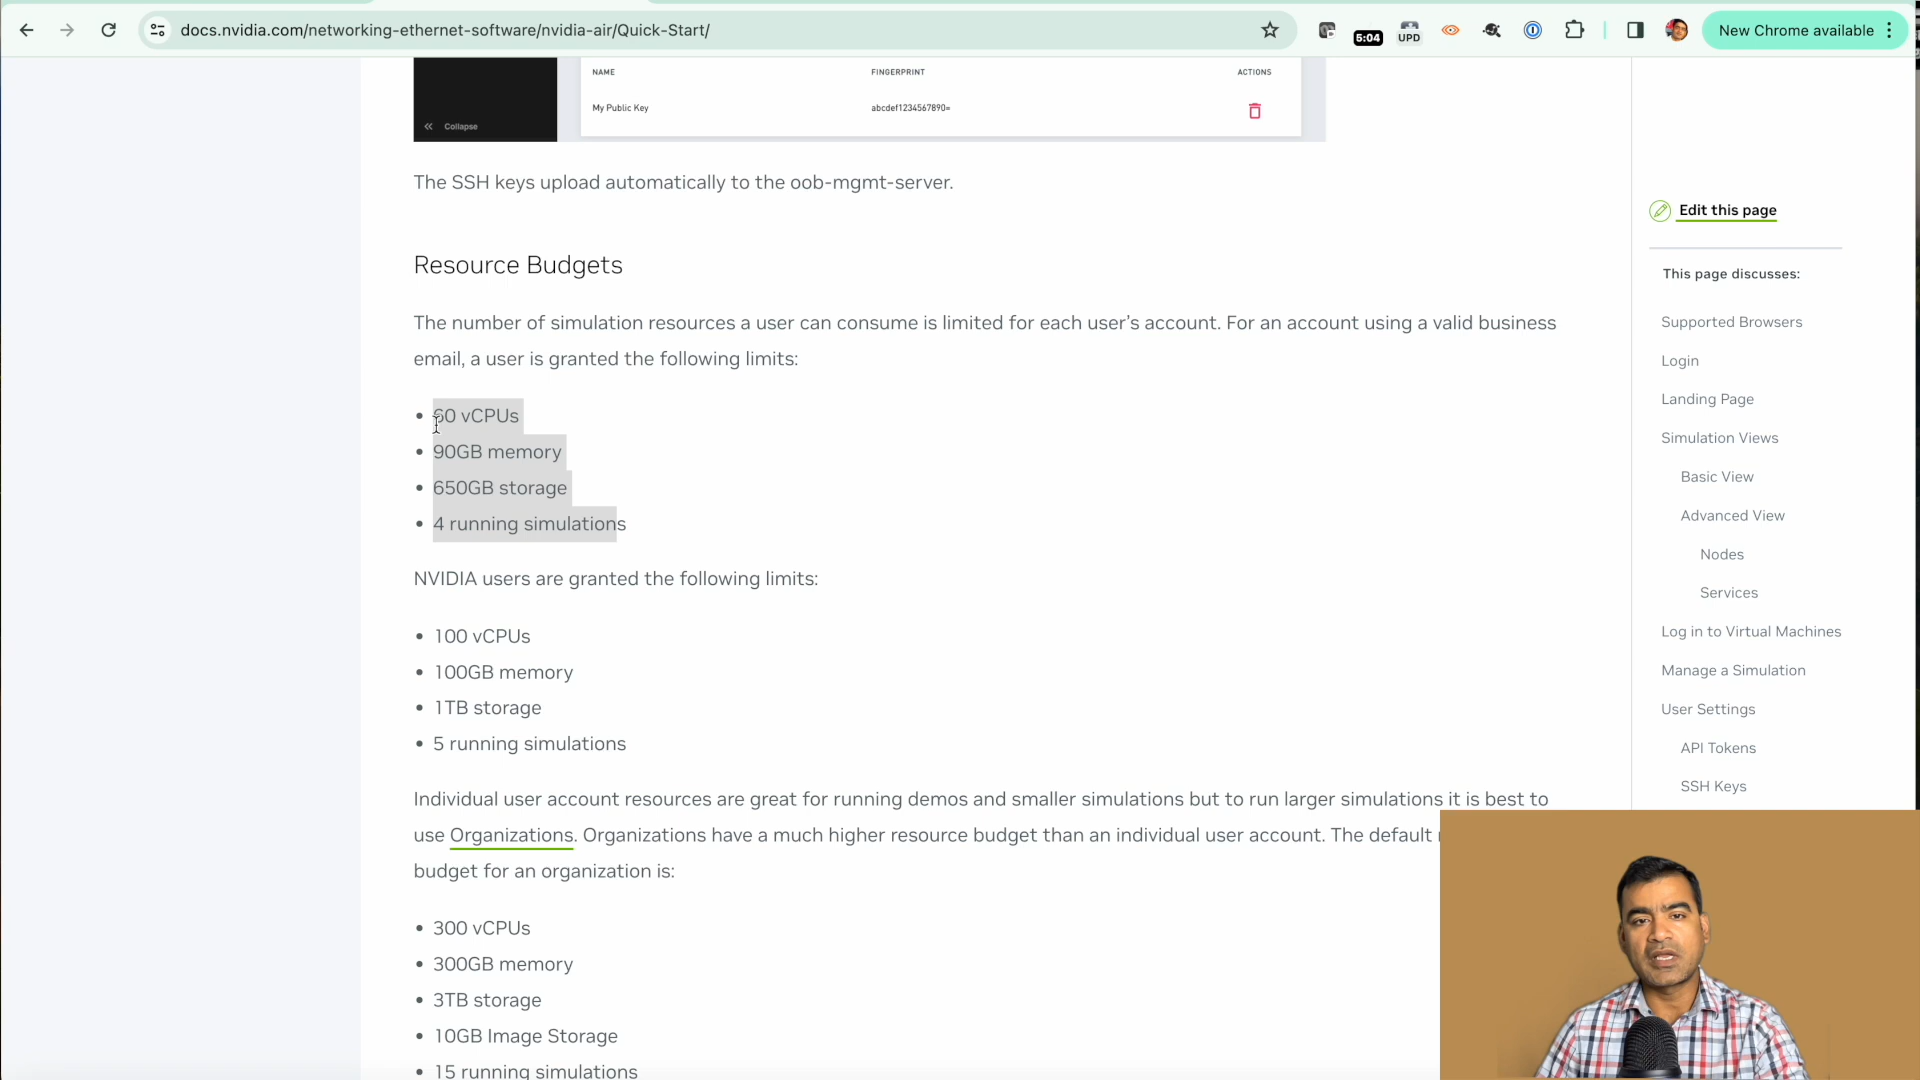 docs.nvidia.com/networking-ethernet-software/nvidia-air/Quick-Start/
5:04
UPD
New Chrome available
NAME
FINGERPRINT
ACTIONS
My Public Key
abcdef1234567890=
Collapse
The SSH keys upload automatically to the oob-mgmt-server.
Resource Budgets
The number of simulation resources a user can consume is limited for each user's account. For an account using a valid business
email, a user is granted the following limits:
• 60 vCPUs
• 90GB memory
• 650GB storage
• 4 running simulations
NVIDIA users are granted the following limits:
• 100 vCPUs
• 100GB memory
• 1TB storage
• 5 running simulations
Individual user account resources are great for running demos and smaller simulations but to run larger simulations it is best to
use Organizations. Organizations have a much higher resource budget than an individual user account. The default
budget for an organization is:
• 300 vCPUs
• 300GB memory
• 3TB storage
• 10GB Image Storage
• 15 running simulations
Edit this page
This page discusses:
Supported Browsers
Login
Landing Page
Simulation Views
Basic View
Advanced View
Nodes
Services
Log in to Virtual Machines
Manage a Simulation
User Settings
API Tokens
SSH Keys